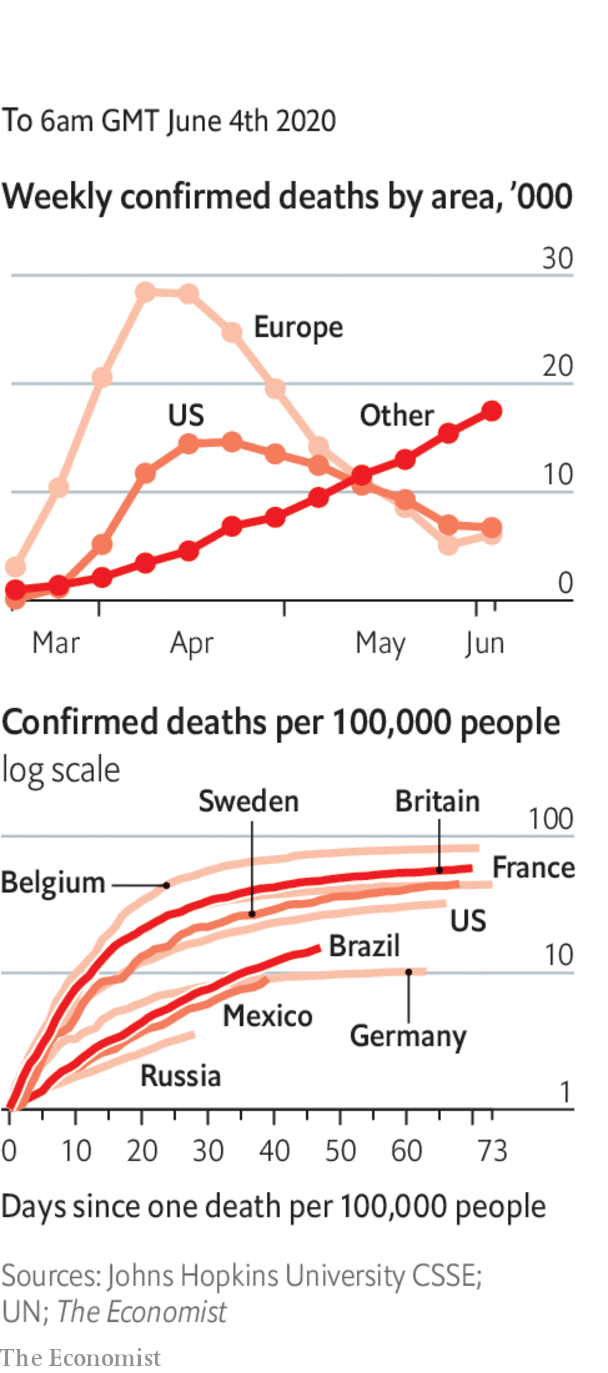 To 6am GMT June 4th 2020
Weekly confirmed deaths by area, ’000
30
Europe
20
US
Other
10
0
Mar
Apr
May
Jun
Confirmed deaths per 100,000 people
log scale
Sweden
Britain
100
Belgium
France
US
Brazil
10
Mexico
Germany
Russia
1
0 10 20 30 40 50 60 73
Days since one death per 100,000 people
Sources: Johns Hopkins University CSSE;
UN; The Economist
The Economist